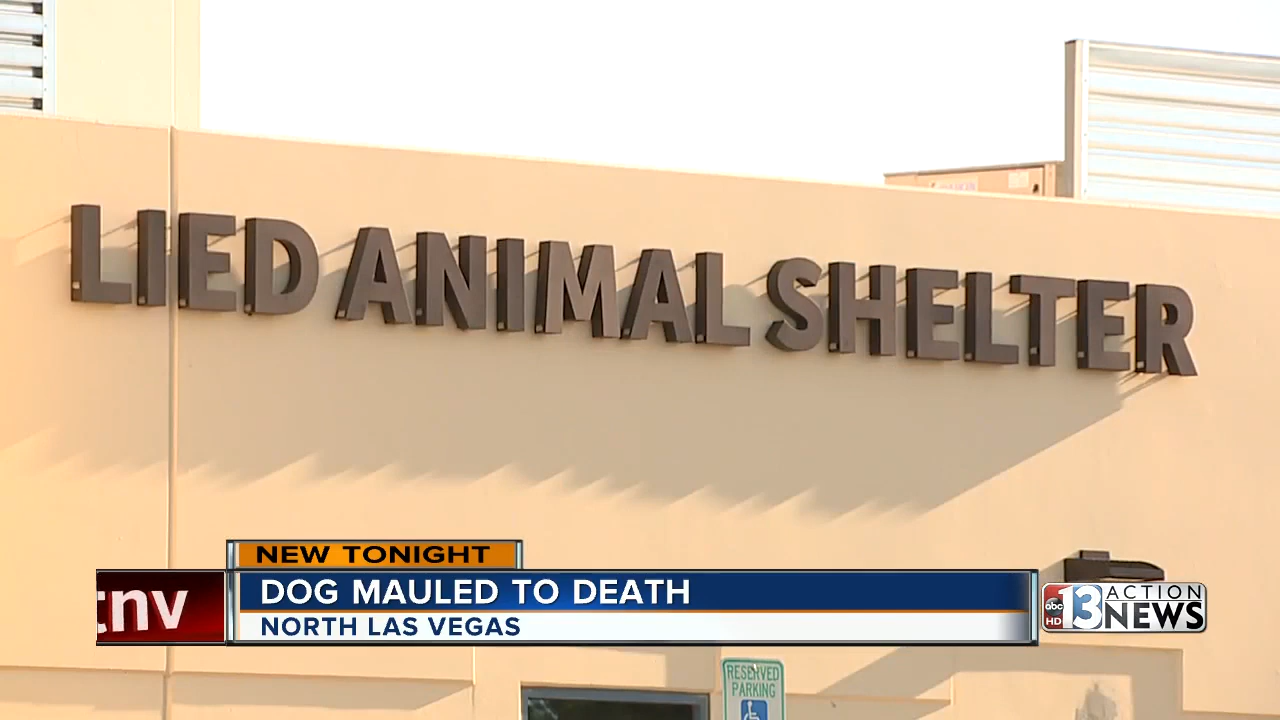 LIED ANIMAL SHELTER
NEW TONIGHT
DOG MAULED TO DEATH
NORTH LAS VEGAS
tnv
abc
HD
13
ACTION
NEWS
RESERVED
PARKING